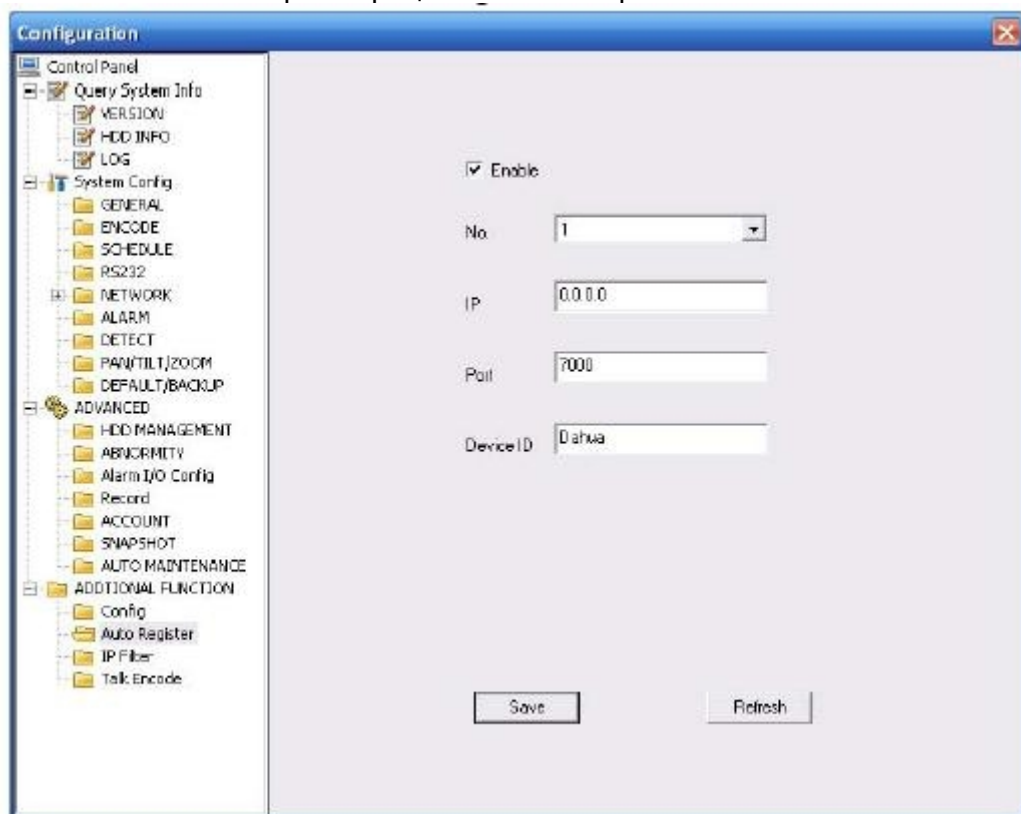 Configuration
Control Panel
Query System Info
VERSION
HDD INFO
LOG
System Config
GENERAL
ENCODE
SCHEDULE
RS232
NETWORK
ALARM
DETECT
PAN/TILT/ZOOM
DEFAULT/BACKUP
ADVANCED
HDD MANAGEMENT
ABNORMITY
Alarm I/O Config
Record
ACCOUNT
SNAPSHOT
AUTO MAINTENANCE
ADDTIONAL FUNCTION
Config
Auto Register
IP Filter
Talk Encode
Enable
No. 1
IP 0.0.0.0
Port 7000
Device ID Dahua
Save Refresh